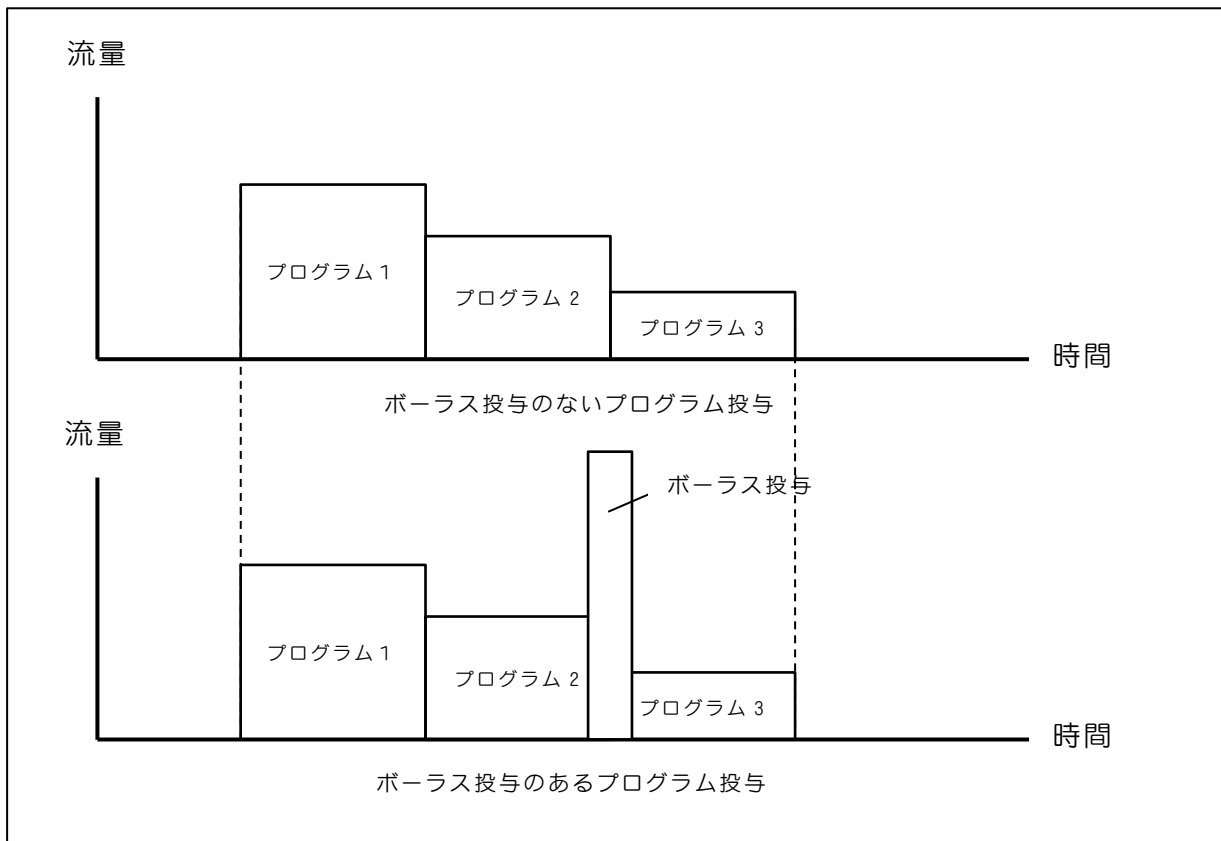 流量
プログラム１
プログラム 2
プログラム 3
時間
ボーラス投与のないプログラム投与
流量
ボーラス投与
プログラム１
プログラム 2
プログラム 3
時間
ボーラス投与のあるプログラム投与